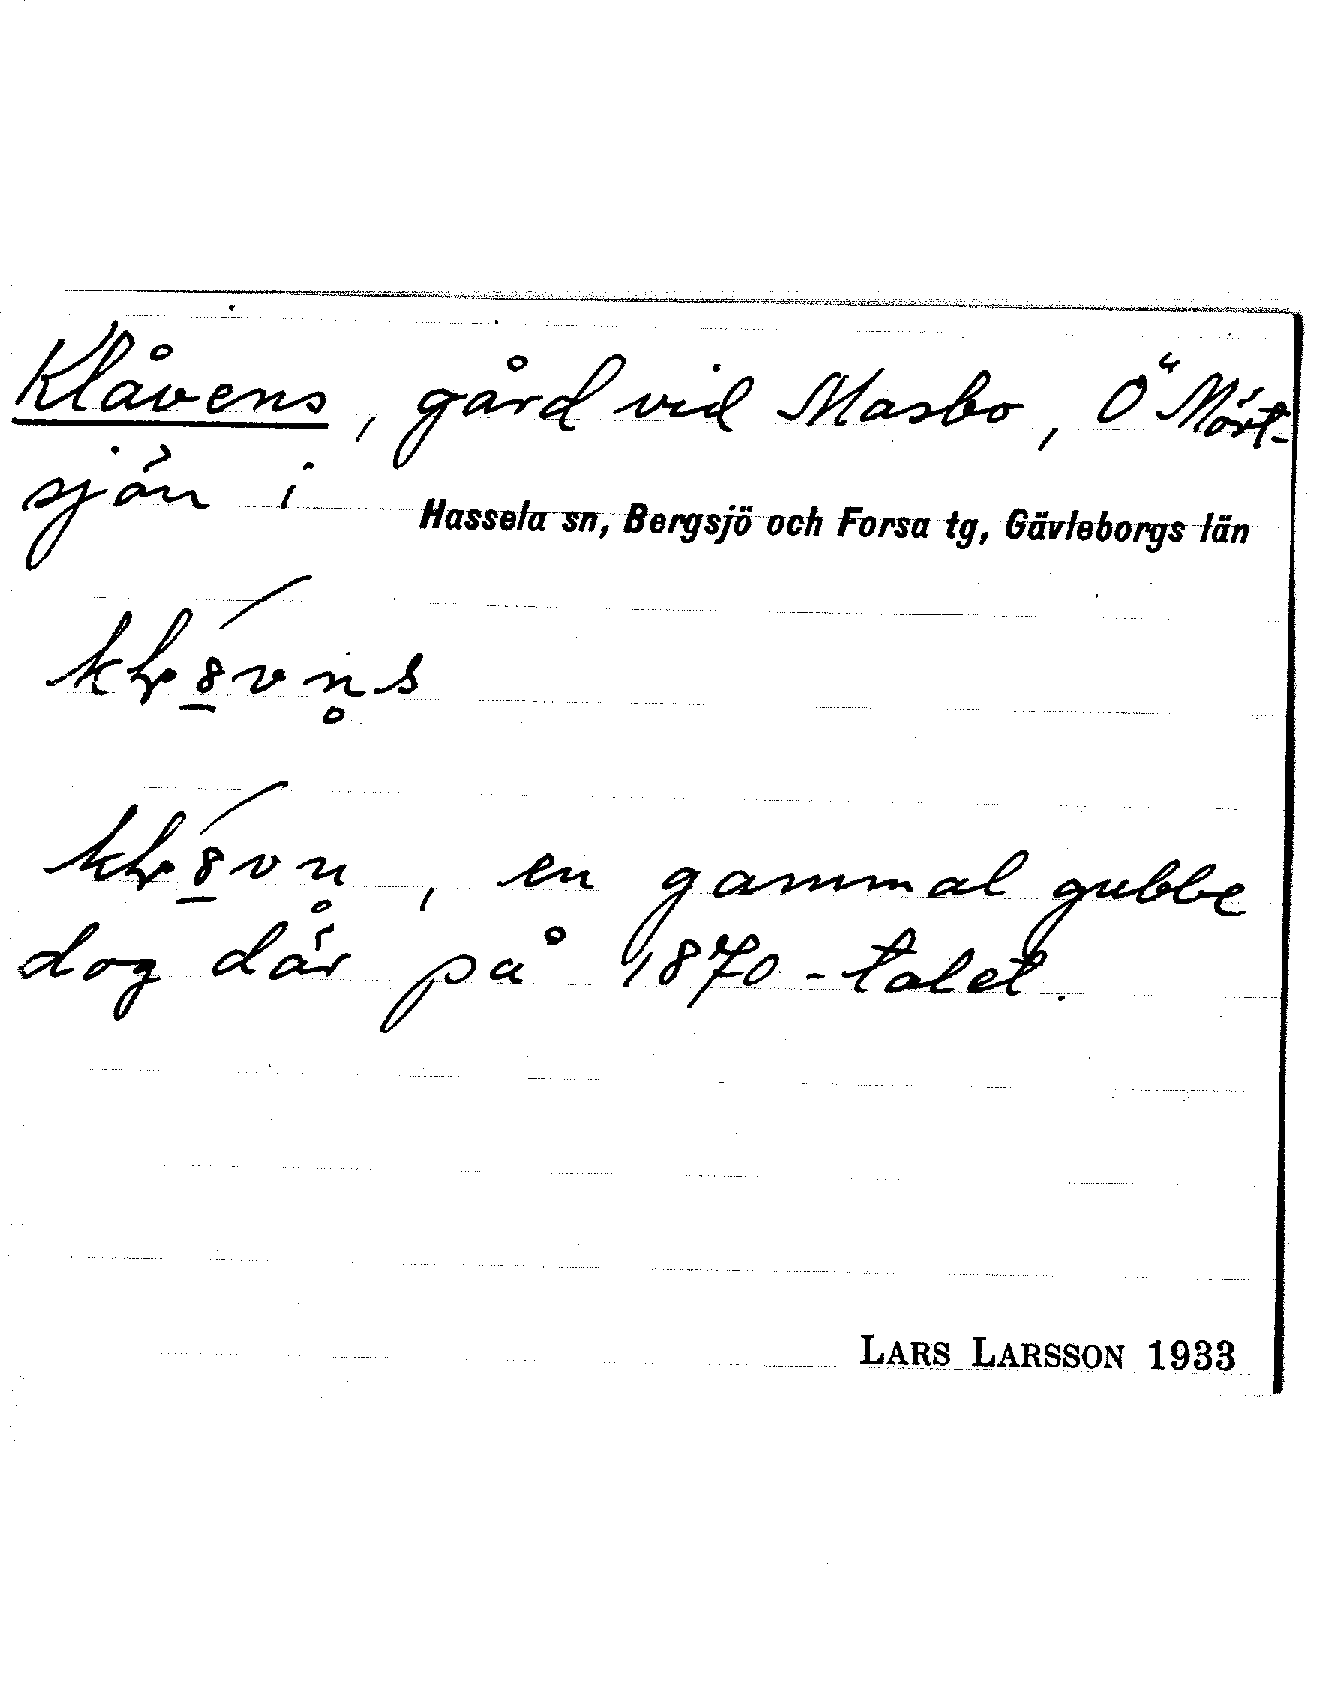 Klåvens, gård vid Masbo, Ö Mört-
sjön i Hassela sn, Bergsjö och Forsa tg, Gävleborgs län
, en gammal gubbe
dog där på 1870-talet.
LARS LARSSON 1933